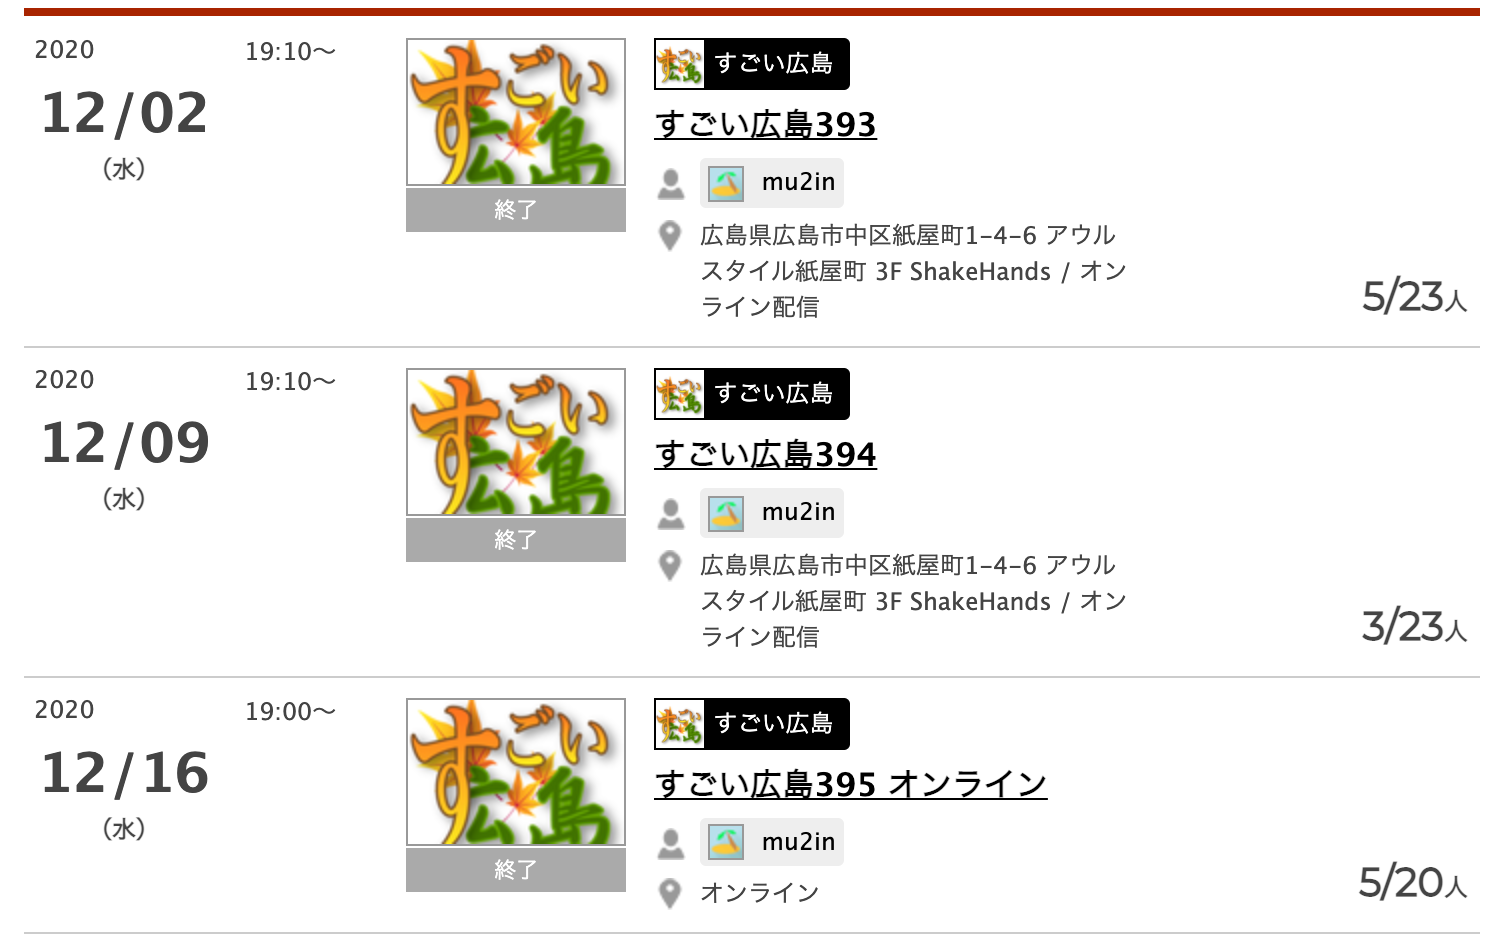 2020
19:10〜
12/02
(水)
すごい広島
終了
すごい広島
すごい広島393
mu2in
広島県広島市中区紙屋町1-4-6 アウル
スタイル紙屋町 3F ShakeHands / オン
ライン配信
5/23人
2020
19:10〜
12/09
(水)
すごい広島
終了
すごい広島
すごい広島394
mu2in
広島県広島市中区紙屋町1-4-6 アウル
スタイル紙屋町 3F ShakeHands / オン
ライン配信
3/23人
2020
19:00〜
12/16
(水)
すごい広島
終了
すごい広島
すごい広島395 オンライン
mu2in
オンライン
5/20人